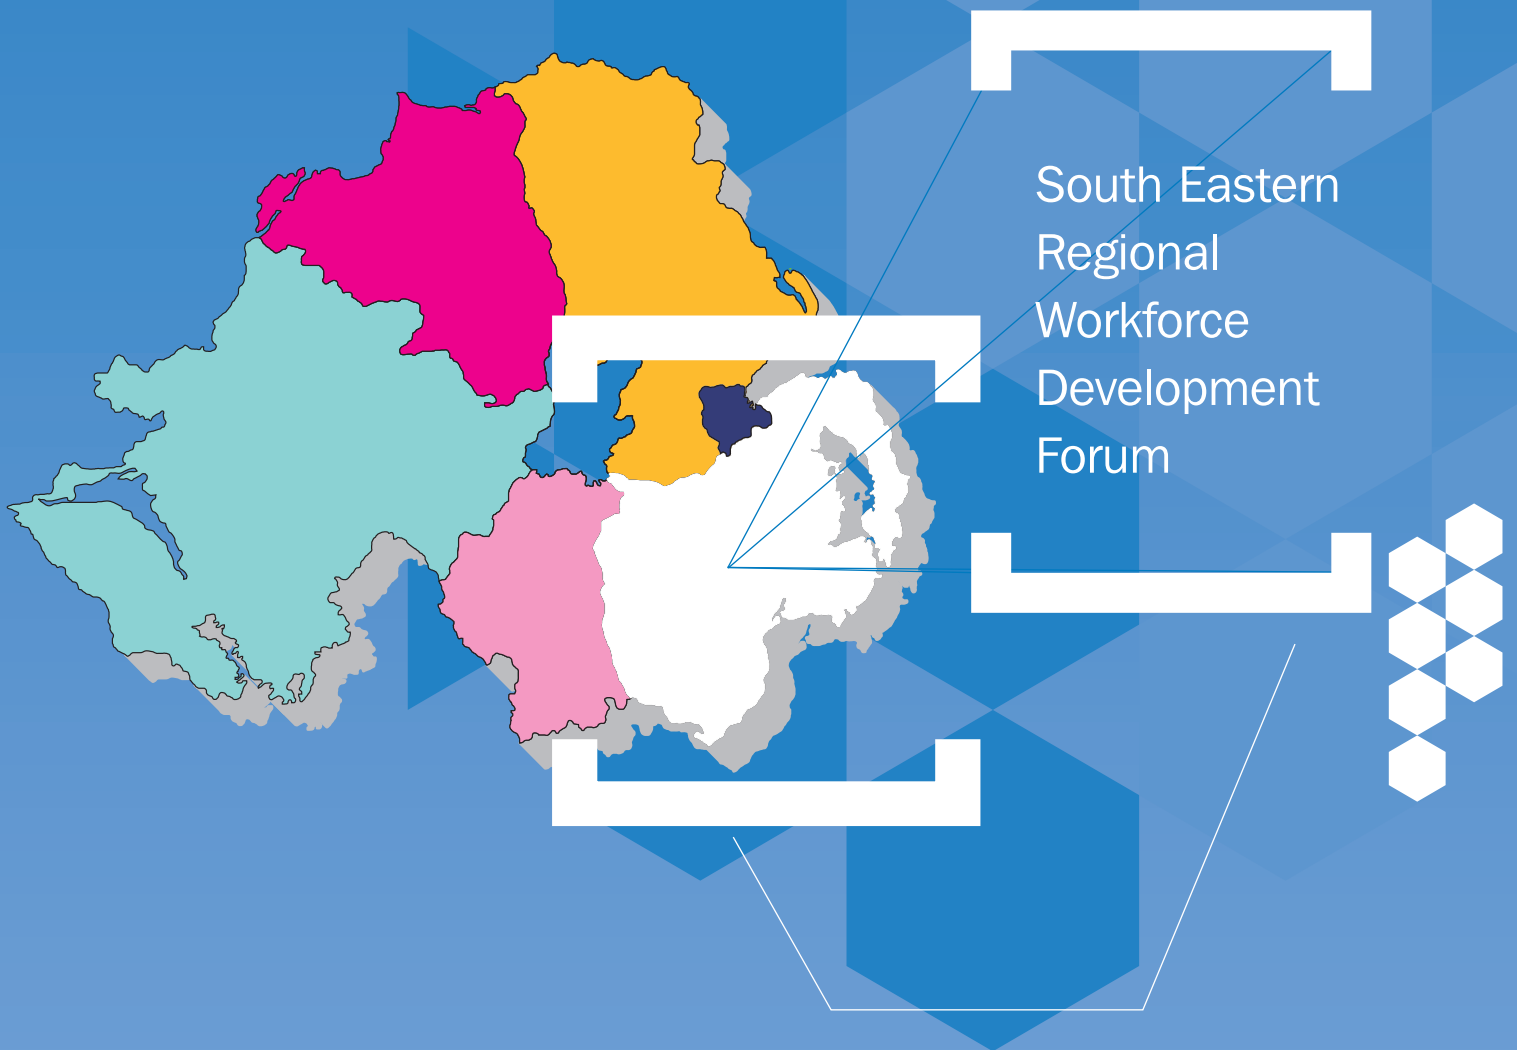 South Eastern
Regional
Workforce
Development
Forum